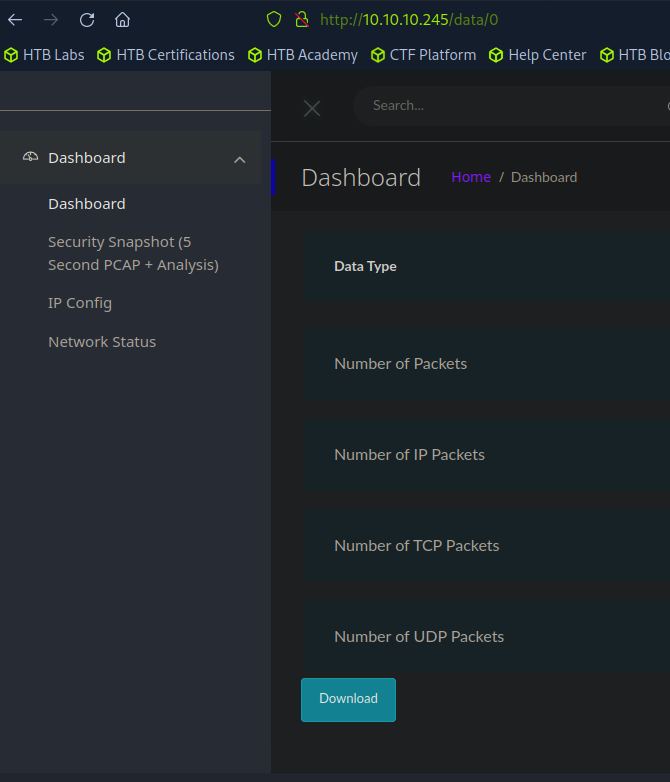 http://10.10.10.245/data/0
HTB Labs HTB Certifications HTB Academy CTF Platform Help Center HTB Blo
Search...
Dashboard
Dashboard
Security Snapshot (5
Second PCAP + Analysis)
IP Config
Network Status
Dashboard Home / Dashboard
Data Type
Number of Packets
Number of IP Packets
Number of TCP Packets
Number of UDP Packets
Download